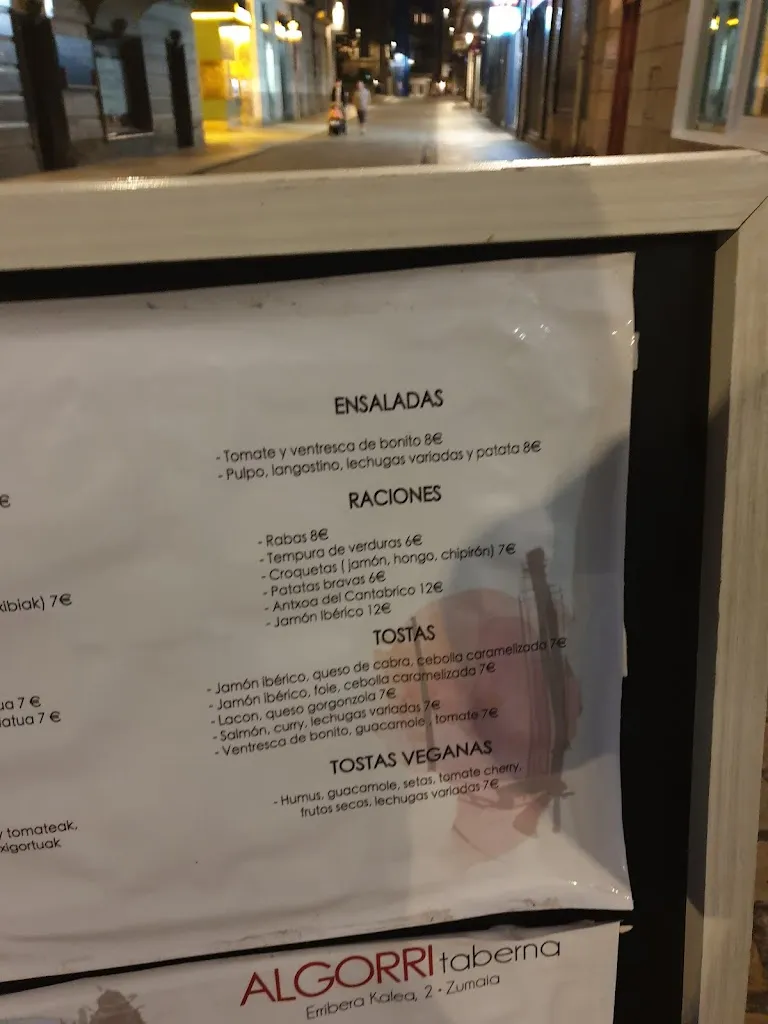 ENSALADAS
- Tomate y ventresca de bonito 8€
- Pulpo, langostino, lechugas variadas y patata 8€
RACIONES
- Rabas 8€
- Tempura de verduras 6€
- Croquetas ( jamón, hongo, chipirón) 7€
- Patatas bravas 6€
- Antxoa del Cantabrico 12€
- Jamón Ibérico 12€
TOSTAS
- Jamón ibérico, queso de cabra, cebolla caramelizada 7€
- Jamón Ibérico, foie, cebolla caramelizada 7€
- Lacon, queso gorgonzola 7€
- Salmón, curry, lechugas variadas 7€
- Ventresca de bonito, guacamole , tomate 7€
TOSTAS VEGANAS
- Humus, guacamole, setas, tomate cherry,
frutos secos, lechugas variadas 7€
€
7€
7 €
7 €
y tomateak,
ALGORRI taberna
Erribera Kalea, 2 - Zumaia